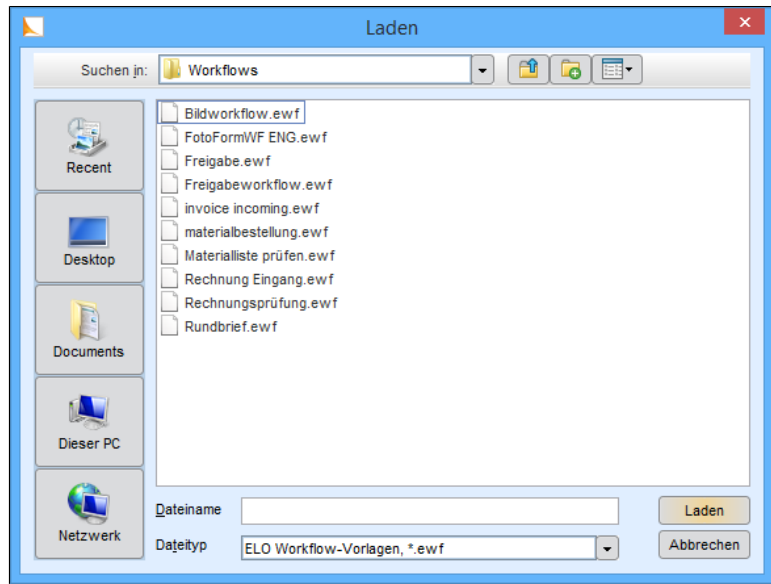 Laden
Suchen in: Workflows
Recent
Desktop
Documents
Dieser PC
Netzwerk
Bildworkflow.ewf
FotoFormWF ENG.ewf
Freigabe.ewf
Freigabeworkflow.ewf
invoice incoming.ewf
materialbestellung.ewf
Materialliste prüfen.ewf
Rechnung Eingang.ewf
Rechnungsprüfung.ewf
Rundbrief.ewf
Dateiname
Laden
Dateityp ELO Workflow-Vorlagen, *.ewf
Abbrechen